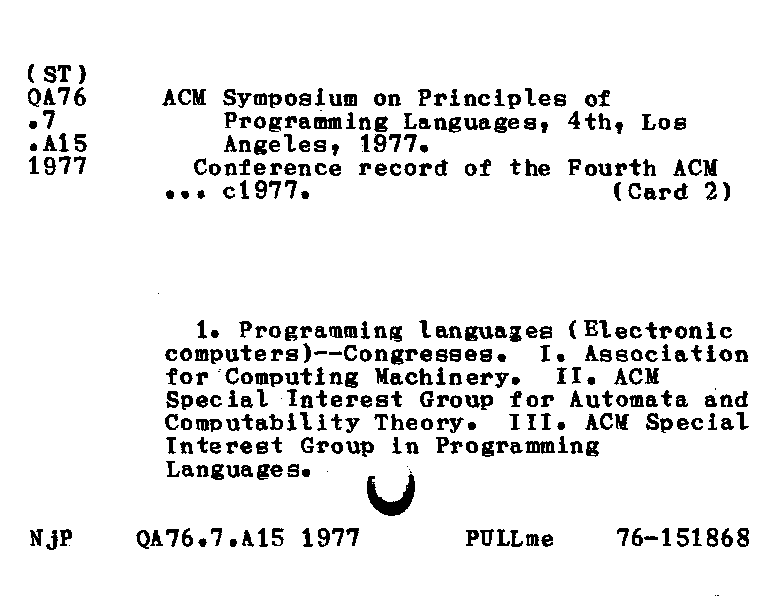 (ST)
QA76 ACM Symposium on Principles of
.7 Programming Languages, 4th, Los
.A15 Angeles, 1977.
1977 Conference record of the Fourth ACM
... c1977. (Card 2)
1. Programming languages (Electronic
computers)--Congresses. I. Association
for Computing Machinery. II. ACM
Special Interest Group for Automata and
Computability Theory. III. ACM Special
Interest Group in Programming
Languages.
NjP QA76.7.A15 1977 PULLme 76-151868